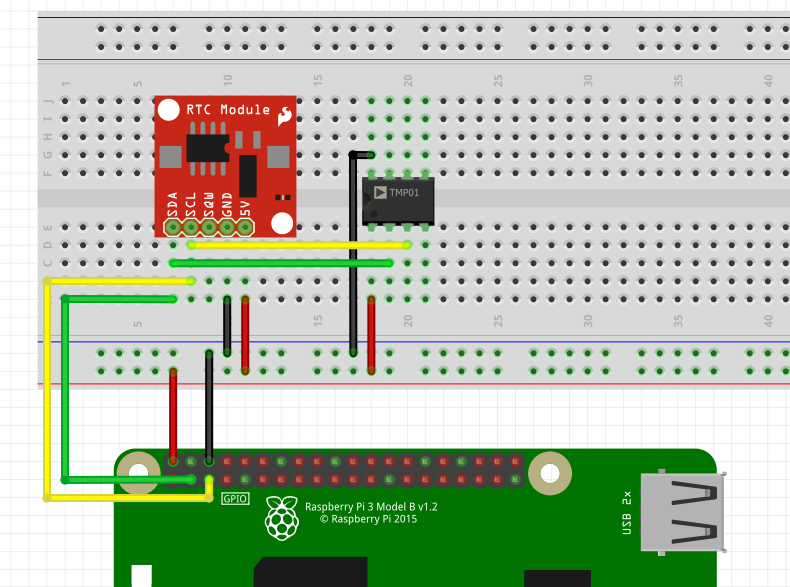 1 5 10 15 20 25 30 35 40
J
I
H
G
F
RTC Module
SDA
SCL
SQW
GND
5V
TMP01
E
D
C
5 15 20 25 30 35 40
GPIO
Raspberry Pi 3 Model B v1.2
© Raspberry Pi 2015
USB 2x